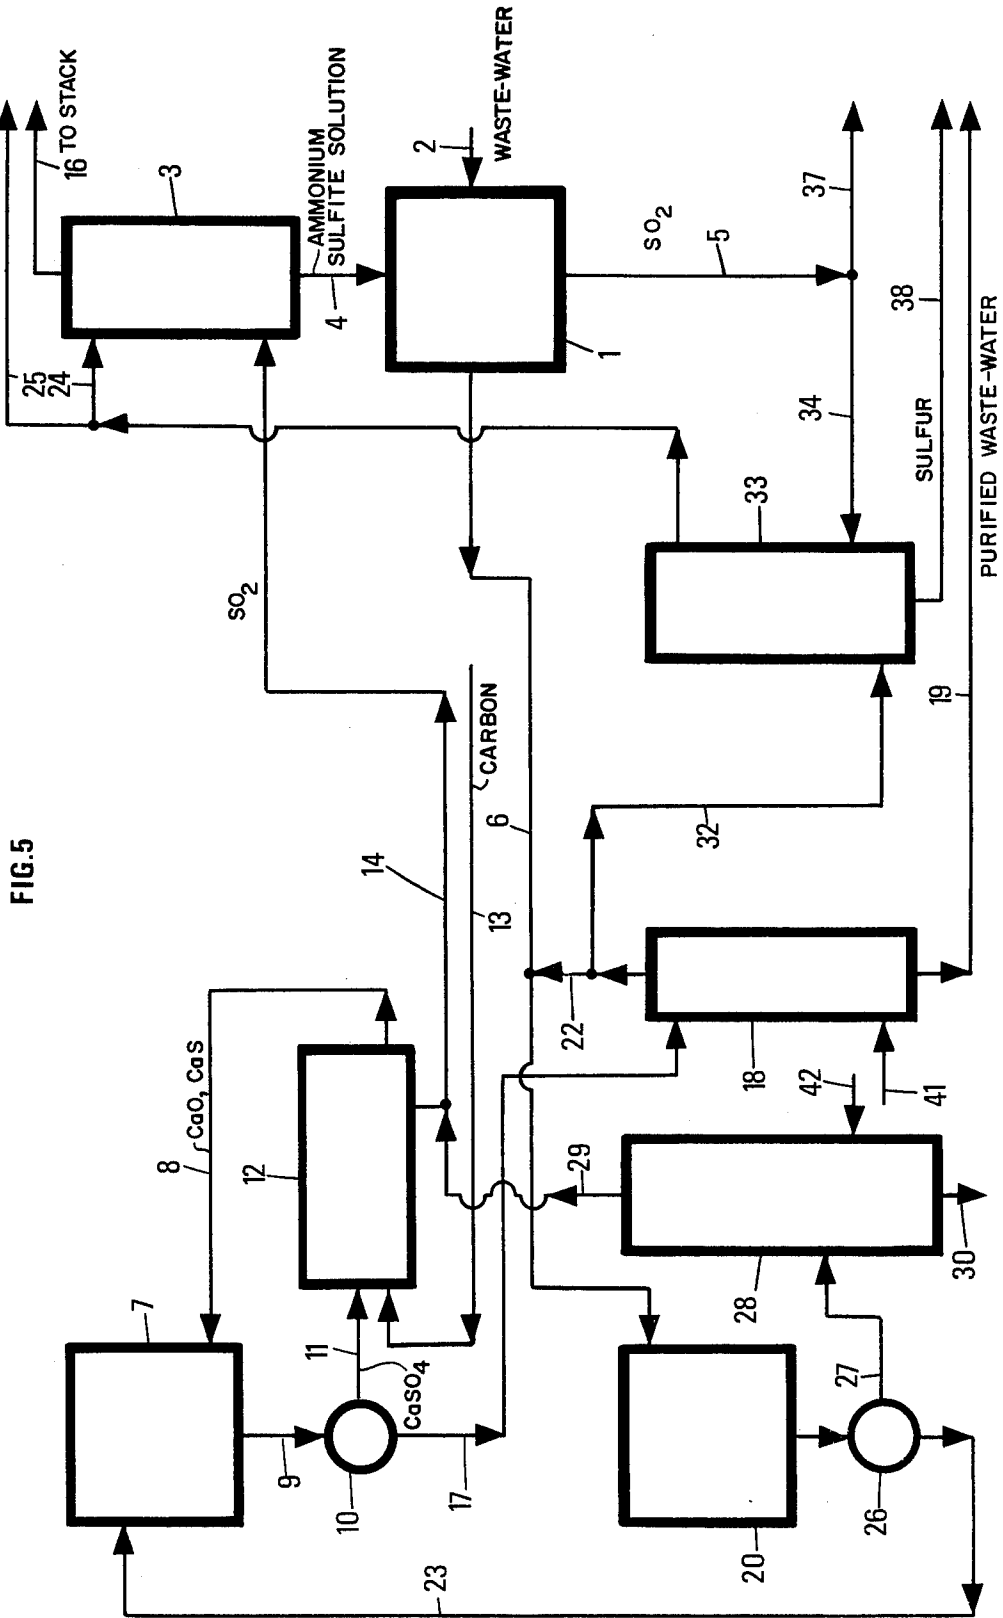 FIG.5
25
24
16
TO STACK
3
AMMONIUM
SULFITE SOLUTION
4
2
WASTE-WATER
1
SO2
5
37
34
38
SULFUR
33
19
PURIFIED WASTE-WATER
SO2
14
CARBON
13
6
32
22
18
41
42
8
CaO, CaS
12
29
28
30
7
11
CaSO4
9
10
17
27
26
20
23